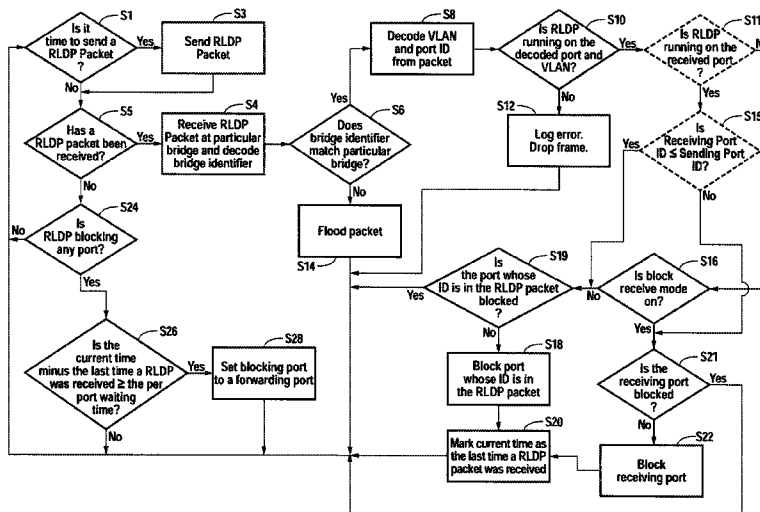 S1
Is it
time to send a
RLDP Packet
?
Yes
No
S3
Send RLDP
Packet
S5
Has a
RLDP packet been
received?
Yes
No
S4
Receive RLDP
Packet at particular
bridge and decode
bridge identifier
S6
Does
bridge identifier
match particular
bridge?
Yes
No
S8
Decode VLAN
and port ID
from packet
S10
Is RLDP
running on the
decoded port and
VLAN?
Yes
No
S11
Is RLDP
running on the
received port
?
Yes
S12
Log error.
Drop frame.
S15
Is
Receiving Port
ID ≤ Sending Port
ID?
Yes
No
Flood packet
S14
S24
Is
RLDP blocking
any port?
No
Yes
S19
Is
the port whose
ID is in the RLDP packet
blocked
?
Yes
No
S16
Is block
receive mode
on?
No
Yes
S26
Is the
current time
minus the last time a RLDP
was received ≥ the per
port waiting
time?
Yes
No
S28
Set blocking port
to a forwarding port
S18
Block port
whose ID is in
the RLDP packet
S21
Is the
receiving port
blocked
?
Yes
No
S20
Mark current time as
the last time a RLDP
packet was received
S22
Block
receiving port